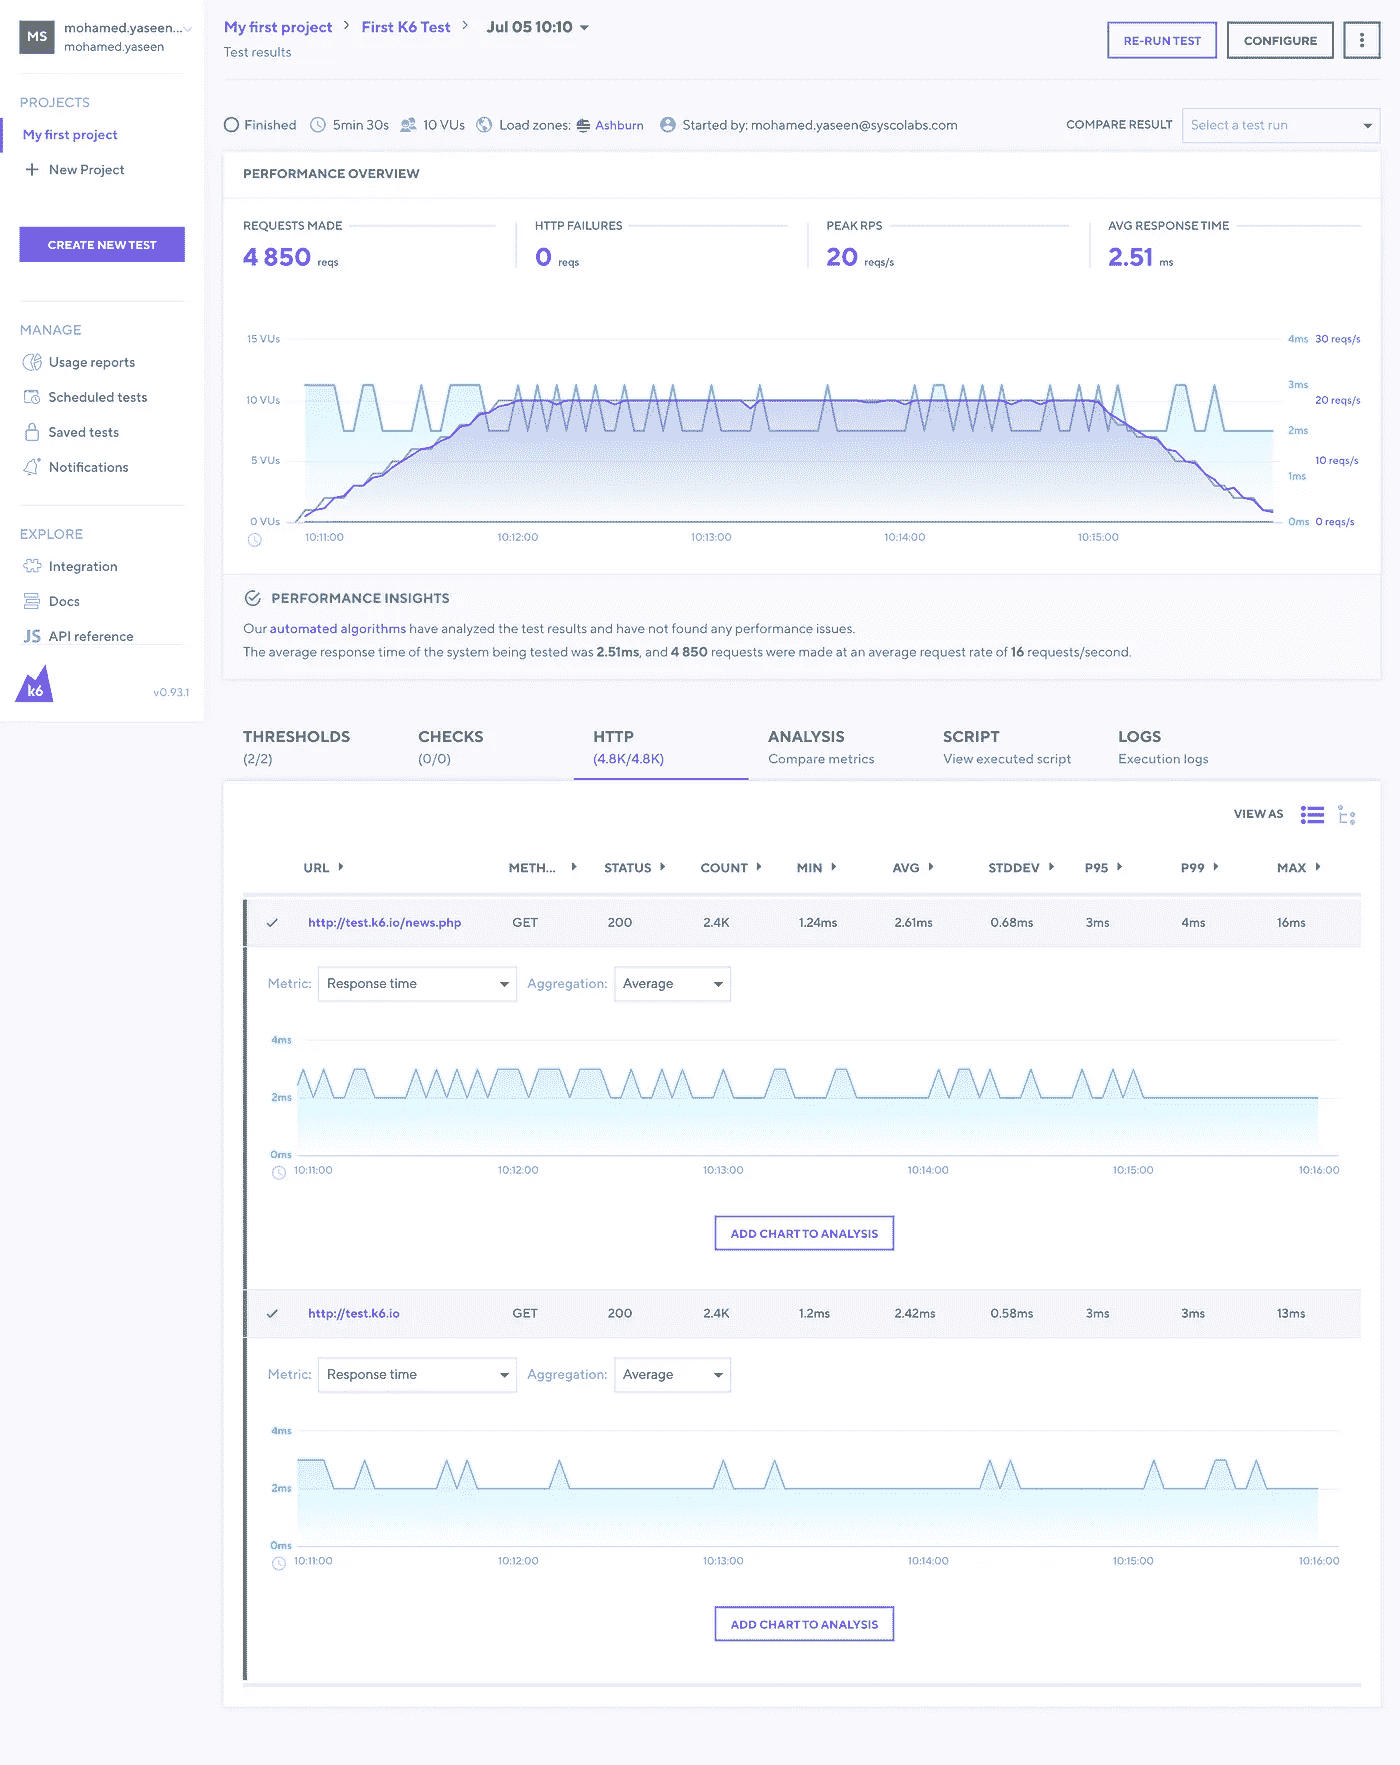 MS
mohamed.yaseen...
mohamed.yaseen
PROJECTS
My first project
New Project
CREATE NEW TEST
MANAGE
Usage reports
Scheduled tests
Saved tests
Notifications
EXPLORE
Integration
Docs
JS API reference
k6
v0.93.1
My first project > First K6 Test > Jul 05 10:10
Test results
RE-RUN TEST
CONFIGURE
Finished 5min 30s 10 VUs Load zones: Ashburn Started by: mohamed.yaseen@syscolabs.com
COMPARE RESULT Select a test run
PERFORMANCE OVERVIEW
REQUESTS MADE HTTP FAILURES PEAK RPS AVG RESPONSE TIME
4 850 reqs 0 reqs 20 reqs/s 2.51 ms
15 VUs 4ms 30 reqs/s
3ms
10 VUs 20 reqs/s
2ms
5 VUs 10 reqs/s
1ms
0 VUs 0ms 0 reqs/s
10:11:00 10:12:00 10:13:00 10:14:00 10:15:00
PERFORMANCE INSIGHTS
Our automated algorithms have analyzed the test results and have not found any performance issues.
The average response time of the system being tested was 2.51ms, and 4 850 requests were made at an average request rate of 16 requests/second.
THRESHOLDS CHECKS HTTP ANALYSIS SCRIPT LOGS
(2/2) (0/0) (4.8K/4.8K) Compare metrics View executed script Execution logs
VIEW AS
URL METH... STATUS COUNT MIN AVG STDDEV P95 P99 MAX
http://test.k6.io/news.php GET 200 2.4K 1.24ms 2.61ms 0.68ms 3ms 4ms 16ms
Metric: Response time Aggregation: Average
4ms
2ms
0ms
10:11:00 10:12:00 10:13:00 10:14:00 10:15:00 10:16:00
ADD CHART TO ANALYSIS
http://test.k6.io GET 200 2.4K 1.2ms 2.42ms 0.58ms 3ms 3ms 13ms
Metric: Response time Aggregation: Average
4ms
2ms
0ms
10:11:00 10:12:00 10:13:00 10:14:00 10:15:00 10:16:00
ADD CHART TO ANALYSIS